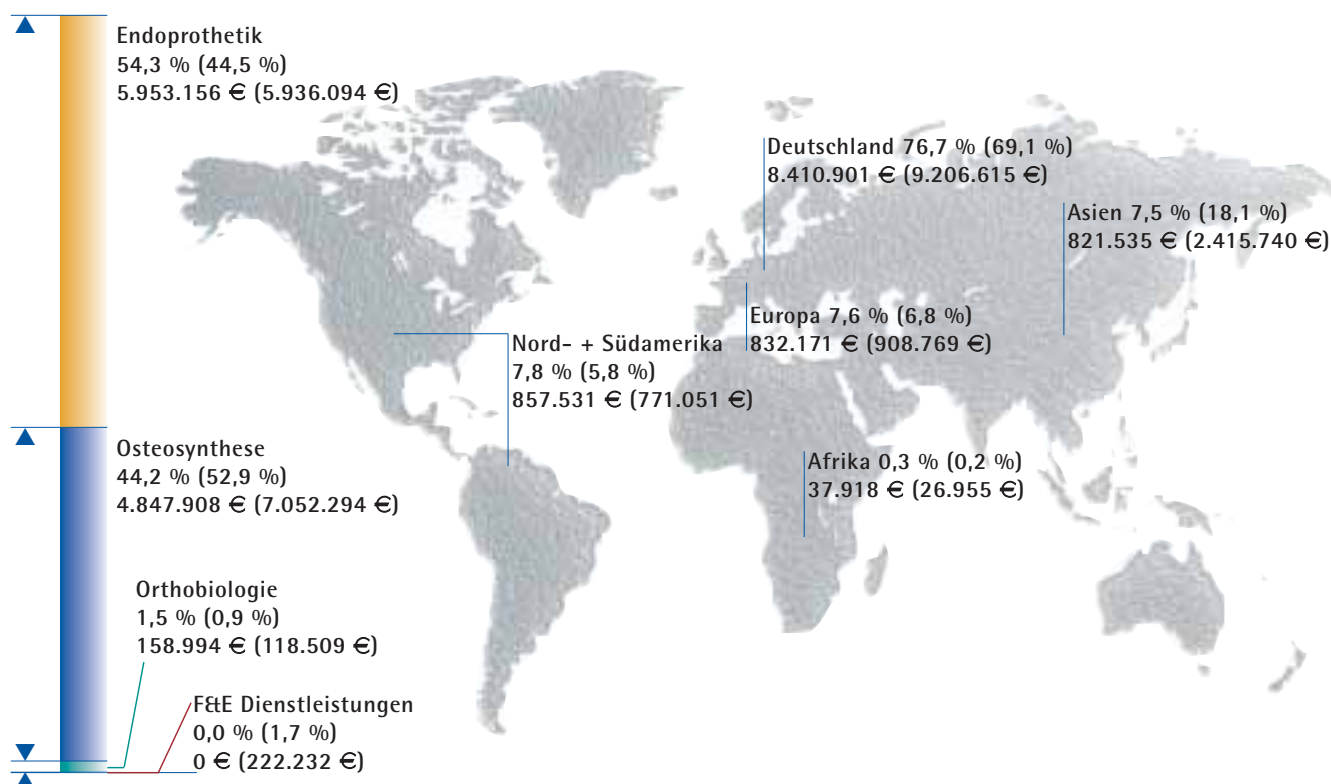 Endoprothetik
54,3 % (44,5 %)
5.953.156 € (5.936.094 €)
Deutschland 76,7 % (69,1 %)
8.410.901 € (9.206.615 €)
Asien 7,5 % (18,1 %)
821.535 € (2.415.740 €)
Europa 7,6 % (6,8 %)
832.171 € (908.769 €)
Nord- + Südamerika
7,8 % (5,8 %)
857.531 € (771.051 €)
Osteosynthese
44,2 % (52,9 %)
4.847.908 € (7.052.294 €)
Afrika 0,3 % (0,2 %)
37.918 € (26.955 €)
Orthobiologie
1,5 % (0,9 %)
158.994 € (118.509 €)
F&E Dienstleistungen
0,0 % (1,7 %)
0 € (222.232 €)